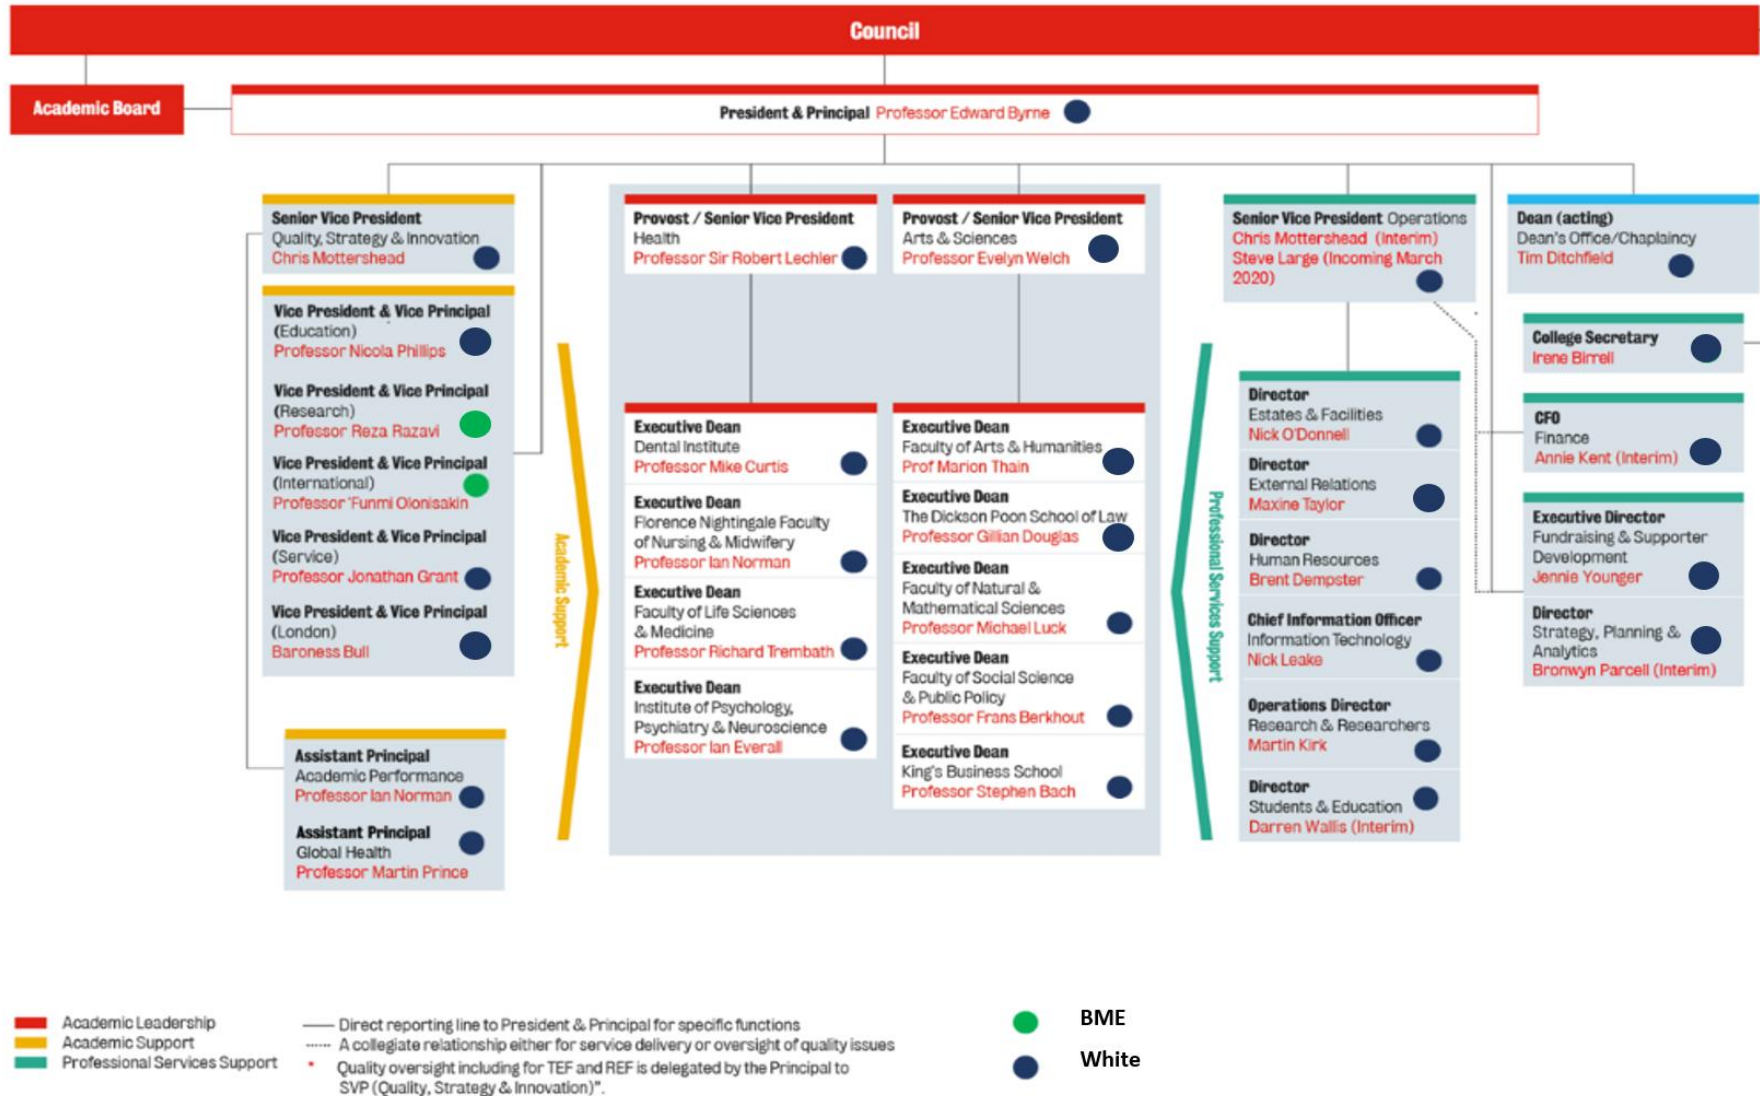 Council
Academic Board
President & Principal Professor Edward Byrne
Senior Vice President
Quality, Strategy & Innovation
Chris Mottershead
Vice President & Vice Principal
(Education)
Professor Nicola Phillips
Vice President & Vice Principal
(Research)
Professor Reza Razavi
Vice President & Vice Principal
(International)
Professor 'Funmi Olonisakin
Vice President & Vice Principal
(Service)
Professor Jonathan Grant
Vice President & Vice Principal
(London)
Baroness Bull
Assistant Principal
Academic Performance
Professor Ian Norman
Assistant Principal
Global Health
Professor Martin Prince
Academic Support
Provost / Senior Vice President
Health
Professor Sir Robert Lechler
Executive Dean
Dental Institute
Professor Mike Curtis
Executive Dean
Florence Nightingale Faculty
of Nursing & Midwifery
Professor Ian Norman
Executive Dean
Faculty of Life Sciences
& Medicine
Professor Richard Trembath
Executive Dean
Institute of Psychology,
Psychiatry & Neuroscience
Professor Ian Everall
Provost / Senior Vice President
Arts & Sciences
Professor Evelyn Welch
Executive Dean
Faculty of Arts & Humanities
Prof Marion Thain
Executive Dean
The Dickson Poon School of Law
Professor Gillian Douglas
Executive Dean
Faculty of Natural &
Mathematical Sciences
Professor Michael Luck
Executive Dean
Faculty of Social Science
& Public Policy
Professor Frans Berkhout
Executive Dean
King's Business School
Professor Stephen Bach
Professional Services Support
Senior Vice President Operations
Chris Mottershead (Interim)
Steve Large (Incoming March
2020)
Director
Estates & Facilities
Nick O'Donnell
Director
External Relations
Maxine Taylor
Director
Human Resources
Brent Dempster
Chief Information Officer
Information Technology
Nick Leake
Operations Director
Research & Researchers
Martin Kirk
Director
Students & Education
Darren Wallis (Interim)
Dean (acting)
Dean's Office/Chaplaincy
Tim Ditchfield
College Secretary
Irene Birrell
CFO
Finance
Annie Kent (Interim)
Executive Director
Fundraising & Supporter
Development
Jennie Younger
Director
Strategy, Planning &
Analytics
Bronwyn Parcell (Interim)
Academic Leadership
Academic Support
Professional Services Support
Direct reporting line to President & Principal for specific functions
A collegiate relationship either for service delivery or oversight of quality issues
* Quality oversight including for TEF and REF is delegated by the Principal to
SVP (Quality, Strategy & Innovation)".
BME
White